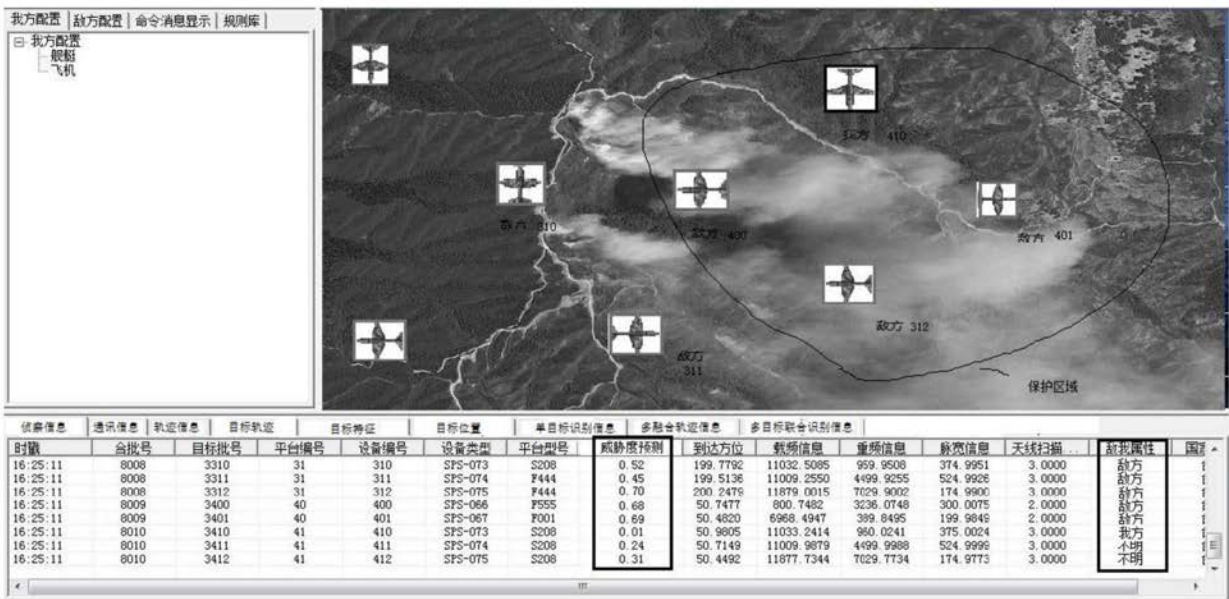 我方配置 敌方配置 命令消息显示 规则库
我方配置
舰艇
飞机
410
敌方 310
敌方 400
敌方 401
敌方 312
敌方
311
保护区域
侦察信息 通讯信息 轨迹信息 目标轨迹 目标特征 目标位置 单目标识别信息 多融合轨迹信息 多目标联合识别信息
时戳 合批号 目标批号 平台编号 设备编号 设备类型 平台型号 威胁度预测 到达方位 载频信息 重频信息 脉宽信息 天线扫描... 敌我属性
16:25:11 8008 3310 31 310 SPS-073 S208 0.52 199.7792 11032.5085 959.9508 374.9951 3.0000 敌方
16:25:11 8008 3311 31 311 SPS-074 F444 0.45 199.5136 11009.2550 4499.9255 524.9926 3.0000 敌方
16:25:11 8008 3312 31 312 SPS-075 F444 0.70 200.2479 11879.0015 7029.9002 174.9900 3.0000 敌方
16:25:11 8009 3400 40 400 SPS-066 F555 0.68 50.7477 800.7482 3236.0748 300.0075 2.0000 敌方
16:25:11 8009 3401 40 401 SPS-067 F001 0.69 50.4820 6968.4947 389.8495 199.9849 2.0000 敌方
16:25:11 8010 3410 41 410 SPS-073 S208 0.01 50.9805 11033.2414 960.0241 375.0024 3.0000 我方
16:25:11 8010 3411 41 411 SPS-074 S208 0.24 50.7149 11009.9879 4499.9988 524.9999 3.0000 不明
16:25:11 8010 3412 41 412 SPS-075 S208 0.31 50.4492 11877.7344 7029.7734 174.9773 3.0000 不明